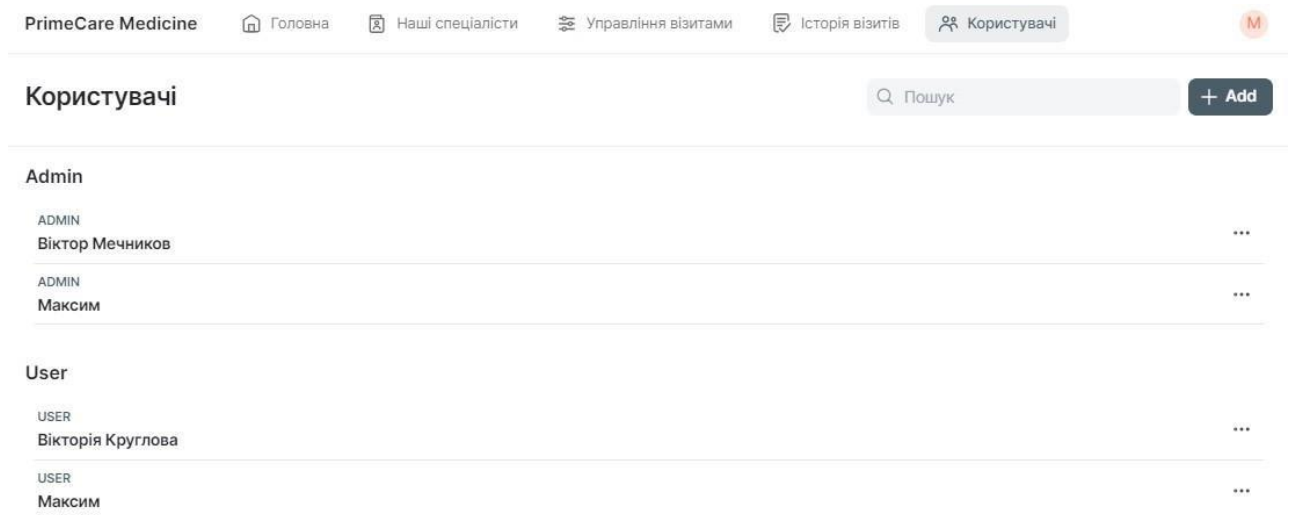 PrimeCare Medicine Головна Наші спеціалісти Управління візитами Історія візитів Користувачі М
Користувачі Пошук + Add
Admin
ADMIN
Віктор Мечников
ADMIN
Максим
User
USER
Вікторія Круглова
USER
Максим